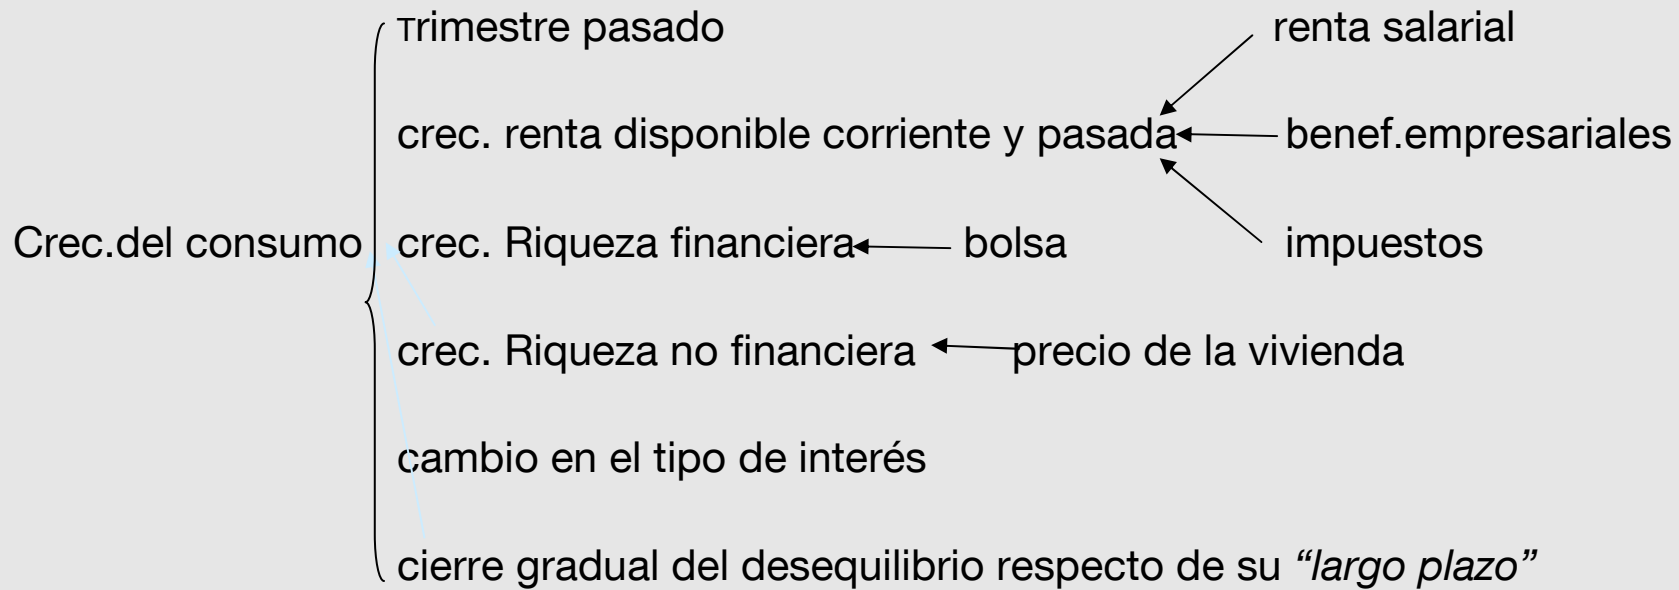 Trimestre pasado renta salarial
crec. renta disponible corriente y pasada benef.empresariales
Crec.del consumo crec. Riqueza financiera bolsa impuestos
crec. Riqueza no financiera precio de la vivienda
cambio en el tipo de interés
cierre gradual del desequilibrio respecto de su “largo plazo”